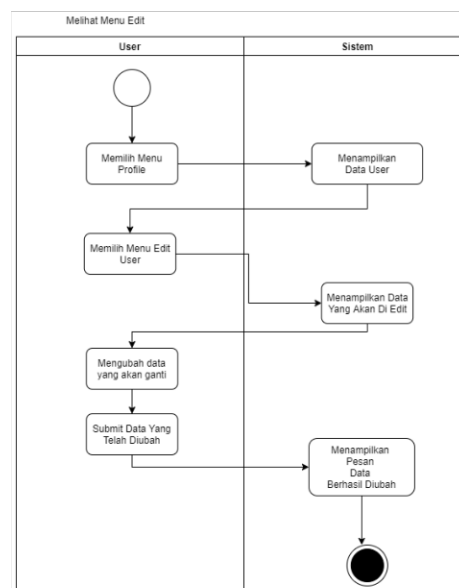 Melihat Menu Edit
User
Sistem
Memilih Menu
Profile
Menampilkan
Data User
Memilih Menu Edit
User
Menampilkan Data
Yang Akan Di Edit
Mengubah data
yang akan ganti
Submit Data Yang
Telah Diubah
Menampilkan
Pesan
Data
Berhasil Diubah